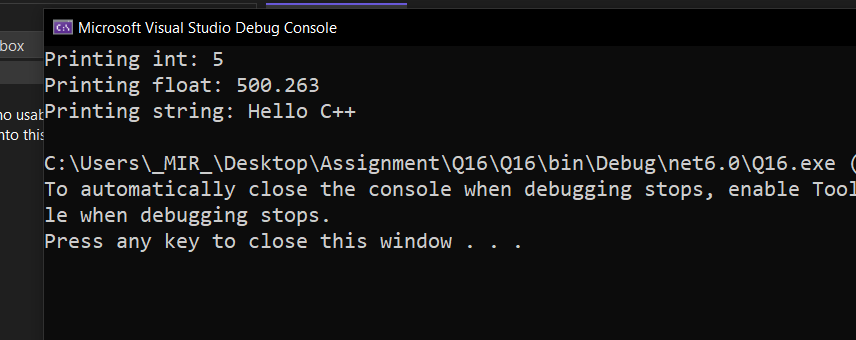 Microsoft Visual Studio Debug Console
box
Printing int: 5
Printing float: 500.263
Printing string: Hello C++
no usab
nto this
C:\Users\_MIR_\Desktop\Assignment\Q16\Q16\bin\Debug\net6.0\Q16.exe (
To automatically close the console when debugging stops, enable Tool
le when debugging stops.
Press any key to close this window . . .